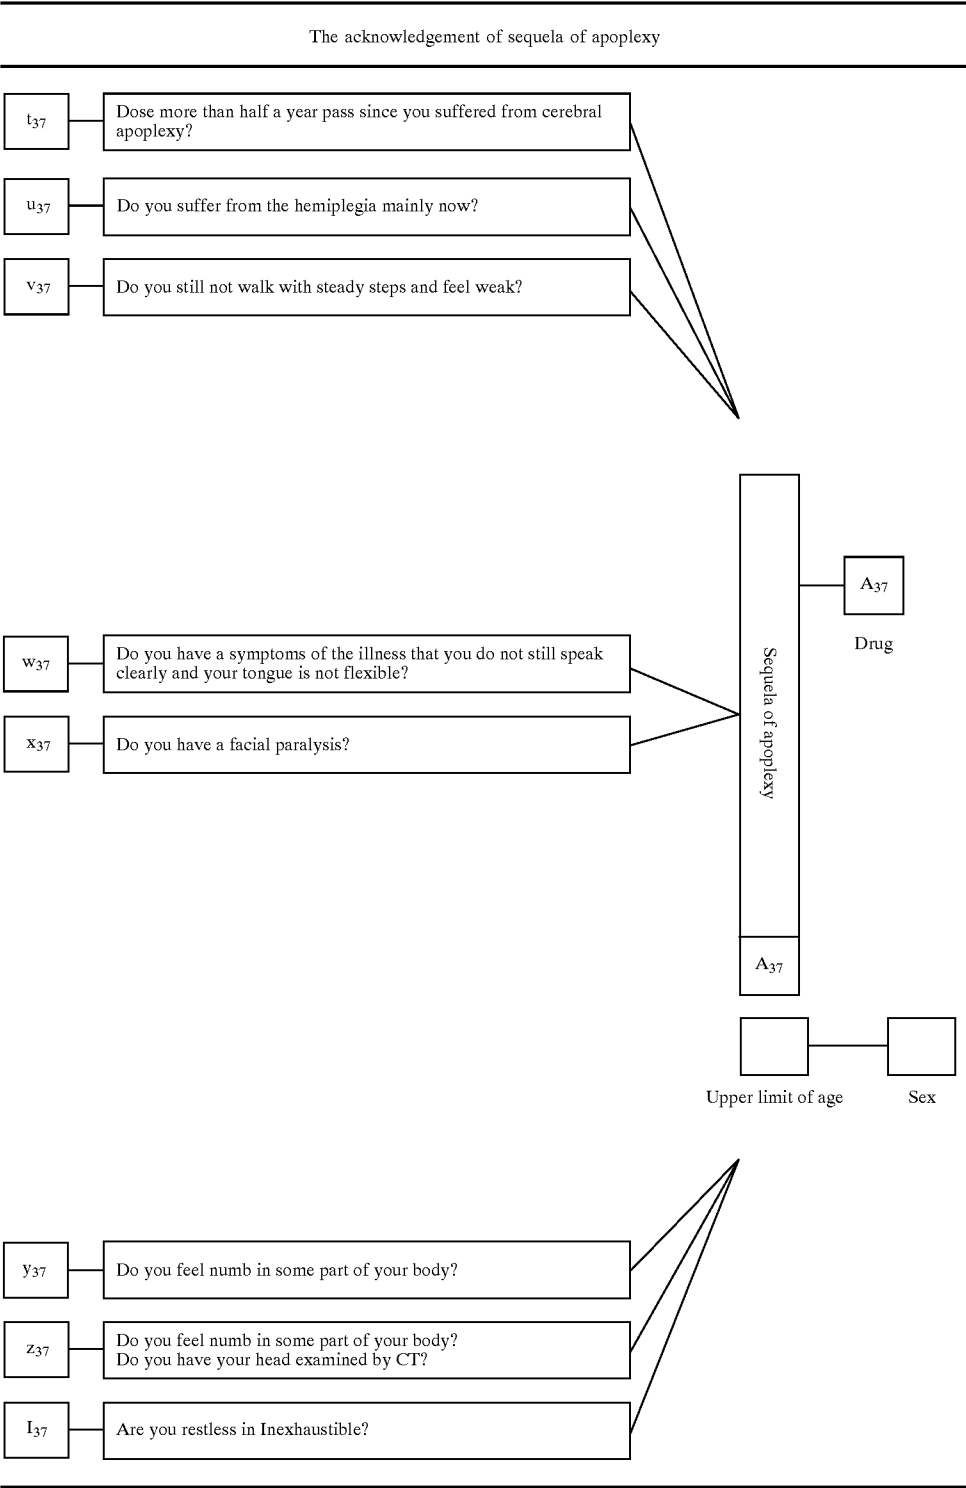 The acknowledgement of sequela of apoplexy
t37
Dose more than half a year pass since you suffered from cerebral
apoplexy?
u37
Do you suffer from the hemiplegia mainly now?
v37
Do you still not walk with steady steps and feel weak?
A37
Drug
Sequela of apoplexy
w37
Do you have a symptoms of the illness that you do not still speak
clearly and your tongue is not flexible?
x37
Do you have a facial paralysis?
A37
Upper limit of age
Sex
y37
Do you feel numb in some part of your body?
z37
Do you feel numb in some part of your body?
Do you have your head examined by CT?
I37
Are you restless in Inexhaustible?